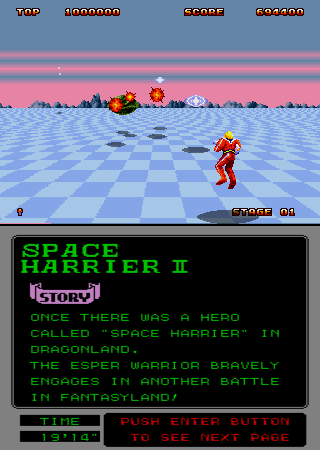 TOP 1000000 SCORE 694400
STAGE 01
SPACE
HARRIER II
STORY
ONCE THERE WAS A HERO
CALLED "SPACE HARRIER" IN
DRAGONLAND.
THE ESPER WARRIOR BRAVELY
ENGAGES IN ANOTHER BATTLE
IN FANTASYLAND!
TIME
19'14"
PUSH ENTER BUTTON
TO SEE NEXT PAGE